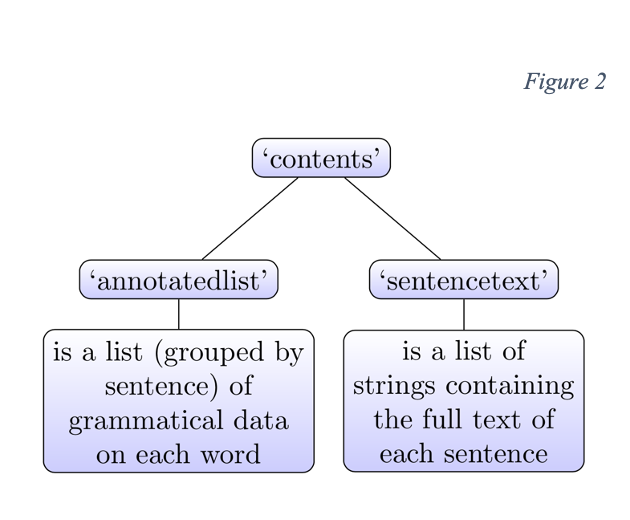 Figure 2
‘contents’
‘annotatedlist’
‘sentencetext’
is a list (grouped by
sentence) of
grammatical data
on each word
is a list of
strings containing
the full text of
each sentence